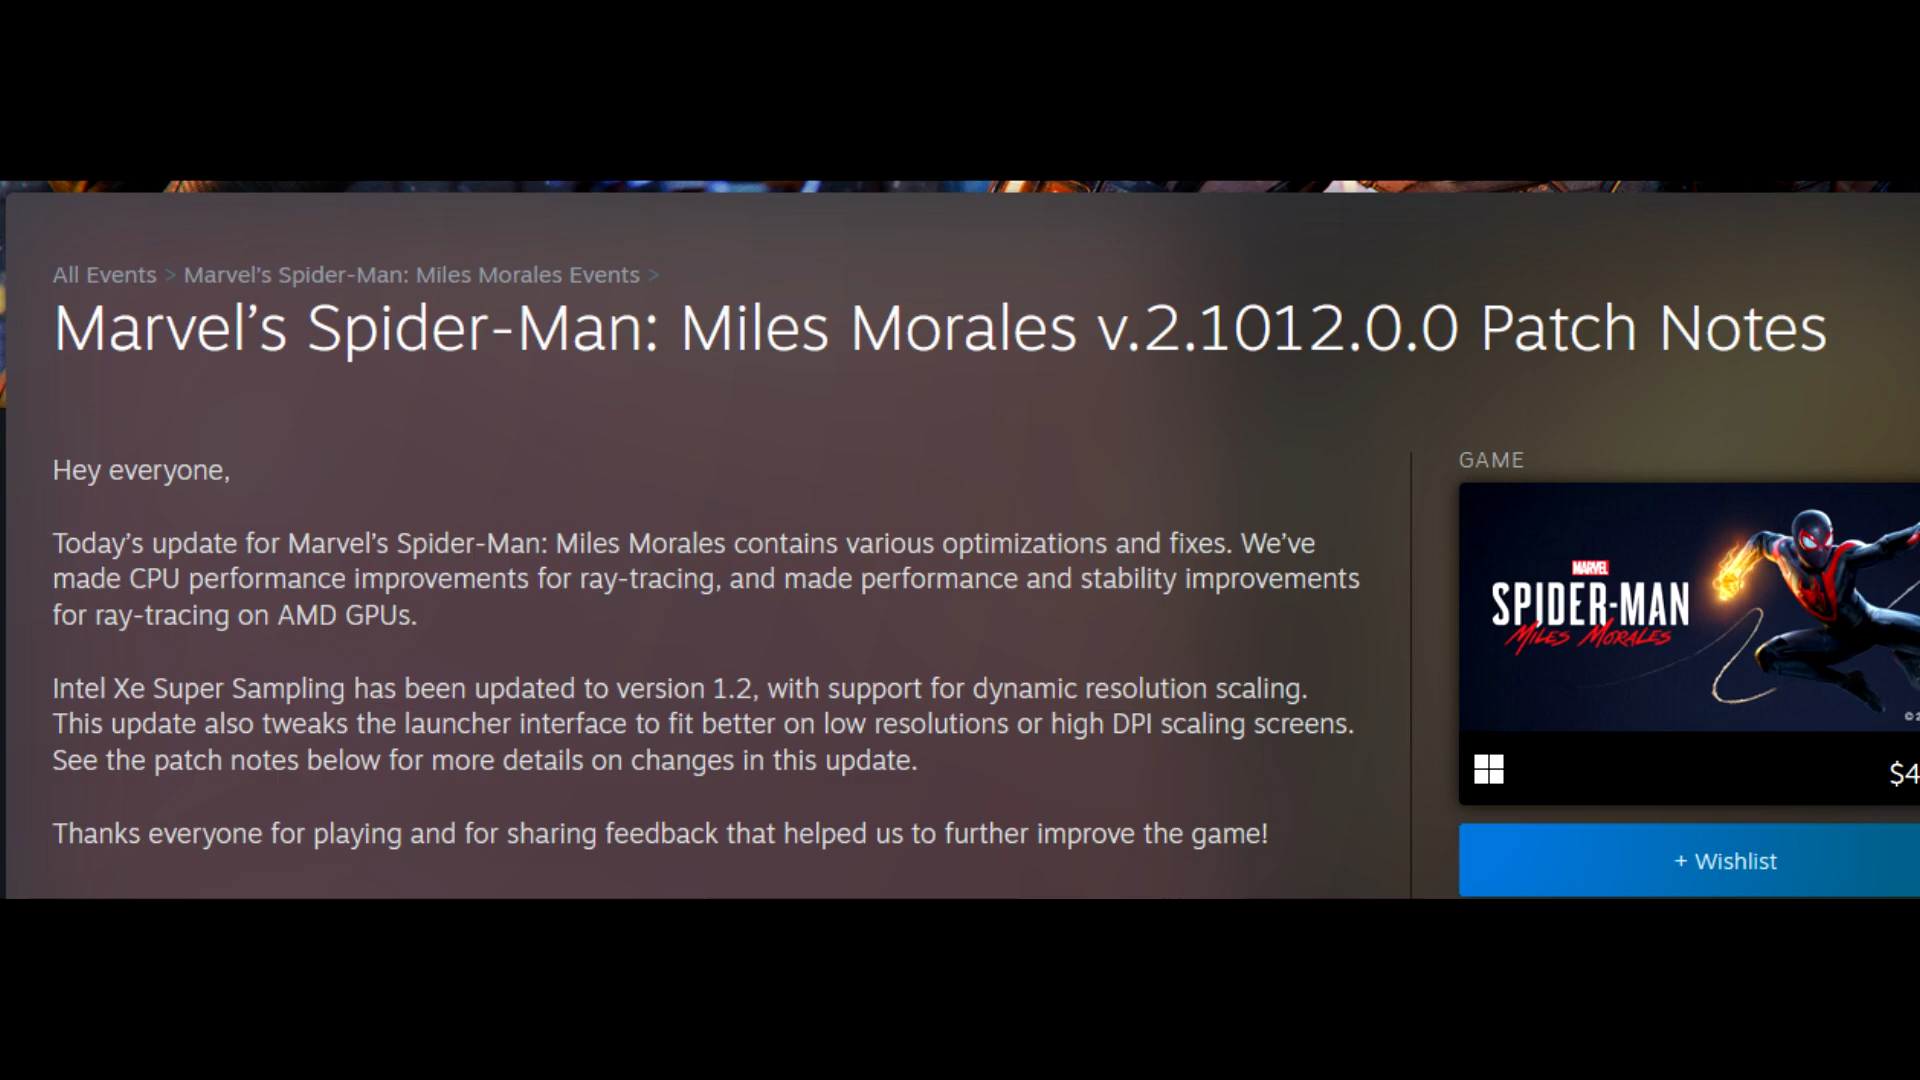 All Events > Marvel's Spider-Man: Miles Morales Events >
Marvel’s Spider-Man: Miles Morales v.2.1012.0.0 Patch Notes
Hey everyone,
Today’s update for Marvel’s Spider-Man: Miles Morales contains various optimizations and fixes. We’ve
made CPU performance improvements for ray-tracing, and made performance and stability improvements
for ray-tracing on AMD GPUs.
Intel Xe Super Sampling has been updated to version 1.2, with support for dynamic resolution scaling.
This update also tweaks the launcher interface to fit better on low resolutions or high DPI scaling screens.
See the patch notes below for more details on changes in this update.
Thanks everyone for playing and for sharing feedback that helped us to further improve the game!
GAME
MARVEL
SPIDER-MAN
MILES MORALES
$4
+ Wishlist